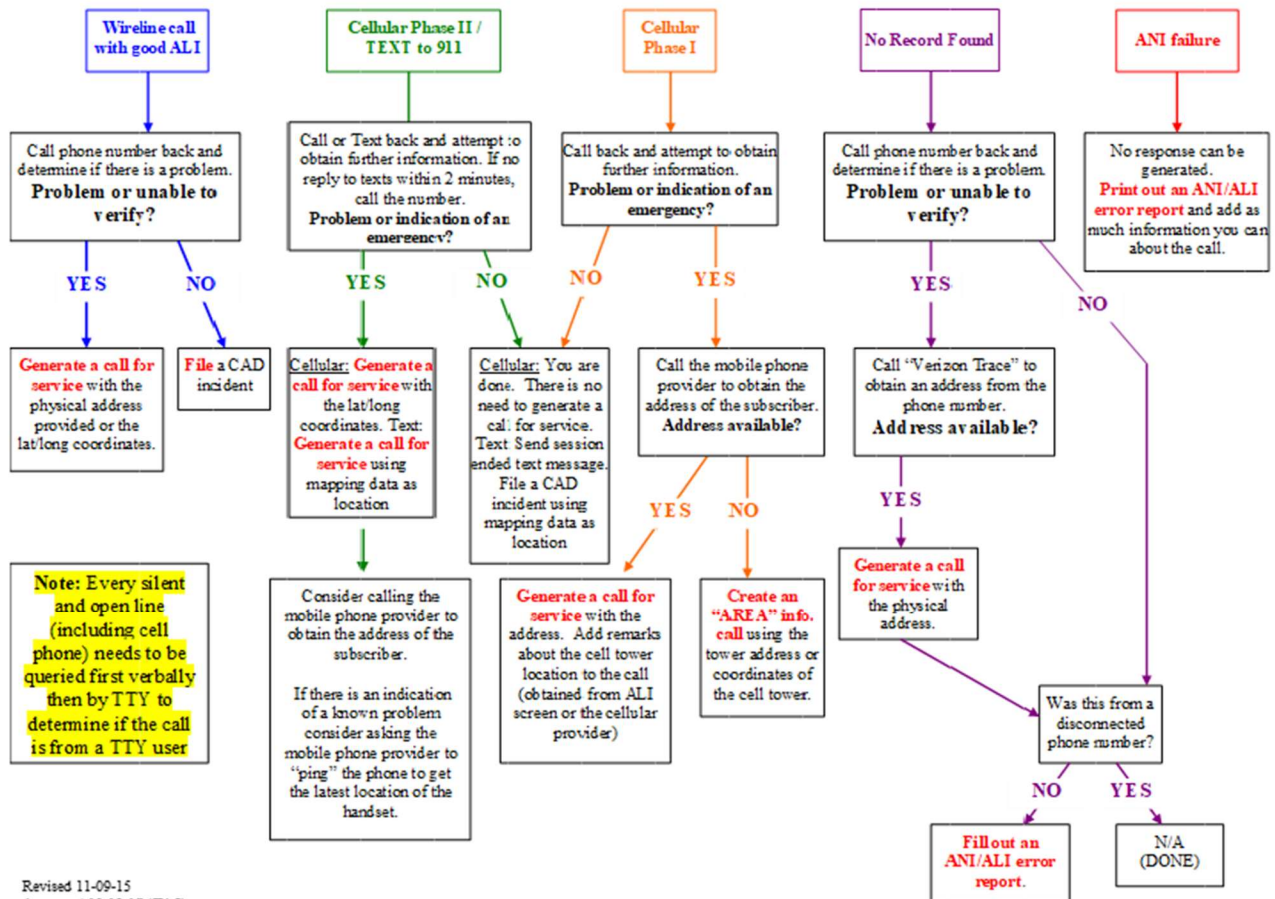 Wireline call
with good ALI
Cellular Phase II /
TEXT to 911
Cellular
Phase I
No Record Found
ANI failure
Call phone number back and
determine if there is a problem.
Problem or unable to
verify?
Call or Text back and attempt to
obtain further information. If no
reply to texts within 2 minutes,
call the number.
Problem or indication of an
emergency?
Call back and attempt to obtain
further information.
Problem or indication of an
emergency?
Call phone number back and
determine if there is a problem.
Problem or unable to
verify?
No response can be
generated.
Print out an ANI/ALI
error report and add as
much information you can
about the call.
YES
NO
YES
NO
NO
YES
YES
NO
Generate a call for
service with the
physical address
provided or the
lat/long coordinates.
File a CAD
incident
Cellular: Generate a
call for service with
the lat/long
coordinates. Text:
Generate a call for
service using
mapping data as
location
Cellular: You are
done. There is no
need to generate a
call for service.
Text: Send session
ended text message.
File a CAD
incident using
mapping data as
location
Call the mobile phone
provider to obtain the
address of the subscriber.
Address available?
Call “Verizon Trace” to
obtain an address from the
phone number.
Address available?
YES
NO
YES
Note: Every silent
and open line
(including cell
phone) needs to be
queried first verbally
then by TTY to
determine if the call
is from a TTY user
Consider calling the
mobile phone provider to
obtain the address of the
subscriber.
If there is an indication
of a known problem
consider asking the
mobile phone provider to
“ping” the phone to get
the latest location of the
handset.
Generate a call for
service with the
address. Add remarks
about the cell tower
location to the call
(obtained from ALI
screen or the cellular
provider)
Create an
“AREA” info.
call using the
tower address or
coordinates of
the cell tower.
Generate a call
for service with
the physical
address.
Was this from a
disconnected
phone number?
NO
YES
Fill out an
ANI/ALI error
report.
N/A
(DONE)
Revised 11-09-15